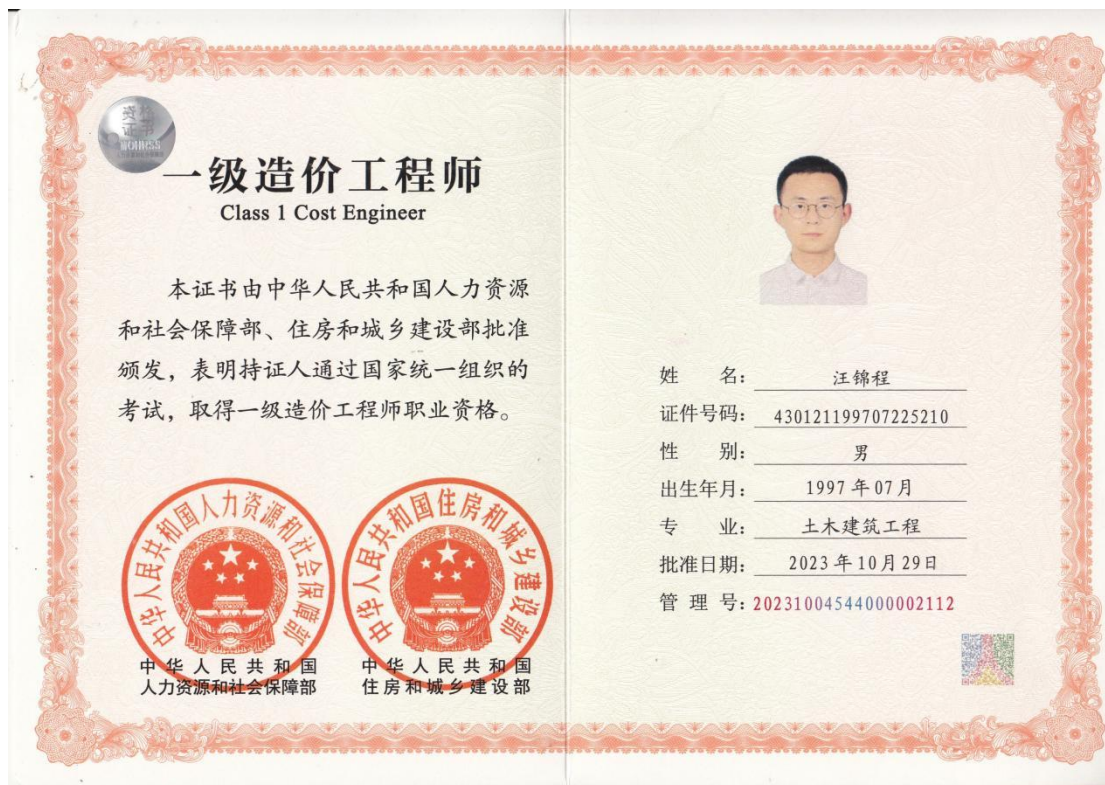 资格
证书
MOHRSS
一级造价工程师
Class 1 Cost Engineer
本证书由中华人民共和国人力资源
和社会保障部、住房和城乡建设部批准
颁发，表明持证人通过国家统一组织的
考试，取得一级造价工程师职业资格。
中华人民共和国人力资源和社会保障部
中华人民共和国
人力资源和社会保障部
中华人民共和国住房和城乡建设部
中华人民共和国
住房和城乡建设部
姓 名： 汪锦程
证件号码： 430121199707225210
性 别： 男
出生年月： 1997年07月
专 业： 土木建筑工程
批准日期： 2023年10月29日
管 理 号：20231004544000002112